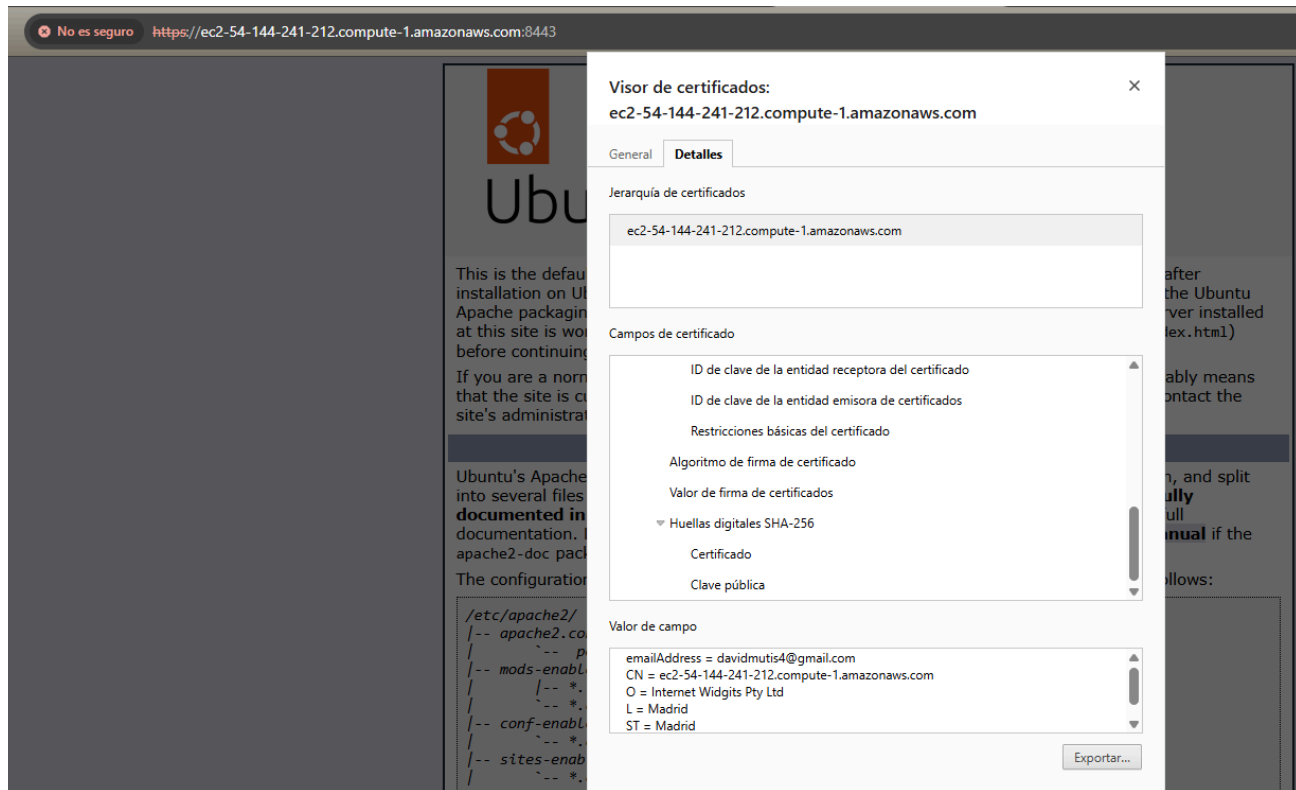 No es seguro https://ec2-54-144-241-212.compute-1.amazonaws.com:8443
Visor de certificados:
ec2-54-144-241-212.compute-1.amazonaws.com
General Detalles
Jerarquía de certificados
ec2-54-144-241-212.compute-1.amazonaws.com
Campos de certificado
ID de clave de la entidad receptora del certificado
ID de clave de la entidad emisora de certificados
Restricciones básicas del certificado
Algoritmo de firma de certificado
Valor de firma de certificados
Huellas digitales SHA-256
Certificado
Clave pública
Valor de campo
emailAddress = davidmutis4@gmail.com
CN = ec2-54-144-241-212.compute-1.amazonaws.com
O = Internet Widgits Pty Ltd
L = Madrid
ST = Madrid
Exportar...
Ubu
This is the defau after
installation on Ub the Ubuntu
Apache packagin rver installed
at this site is wor dex.html)
before continuing
If you are a norm ably means
that the site is cu ontact the
site's administrat
Ubuntu's Apache n, and split
into several files ully
documented in ull
documentation. nual if the
apache2-doc pack
The configuration llows:
/etc/apache2/
|-- apache2.co
| `-- p
|-- mods-enabl
| |-- *.
| `-- *.
|-- conf-enabl
| `-- *.
|-- sites-enab
| `-- *.